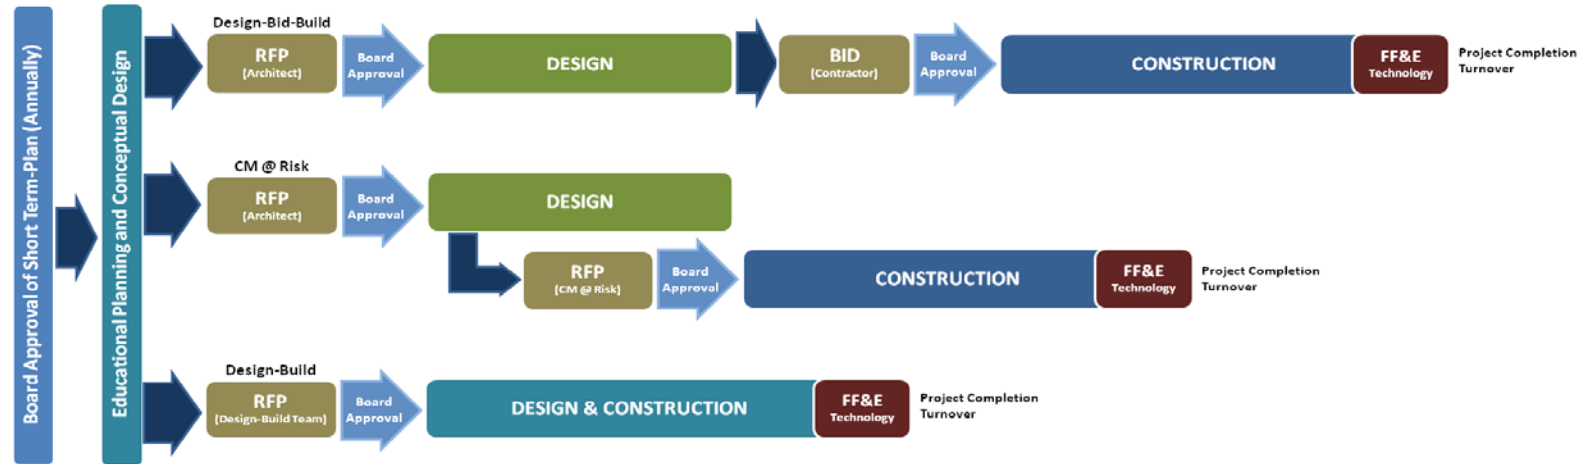 Board Approval of Short Term-Plan (Annually)
Educational Planning and Conceptual Design
Design-Bid-Build
RFP
(Architect)
Board
Approval
DESIGN
BID
(Contractor)
Board
Approval
CONSTRUCTION
FF&E
Technology
Project Completion
Turnover
CM @ Risk
RFP
(Architect)
Board
Approval
DESIGN
RFP
(CM @ Risk)
Board
Approval
CONSTRUCTION
FF&E
Technology
Project Completion
Turnover
Design-Build
RFP
(Design-Build Team)
Board
Approval
DESIGN & CONSTRUCTION
FF&E
Technology
Project Completion
Turnover